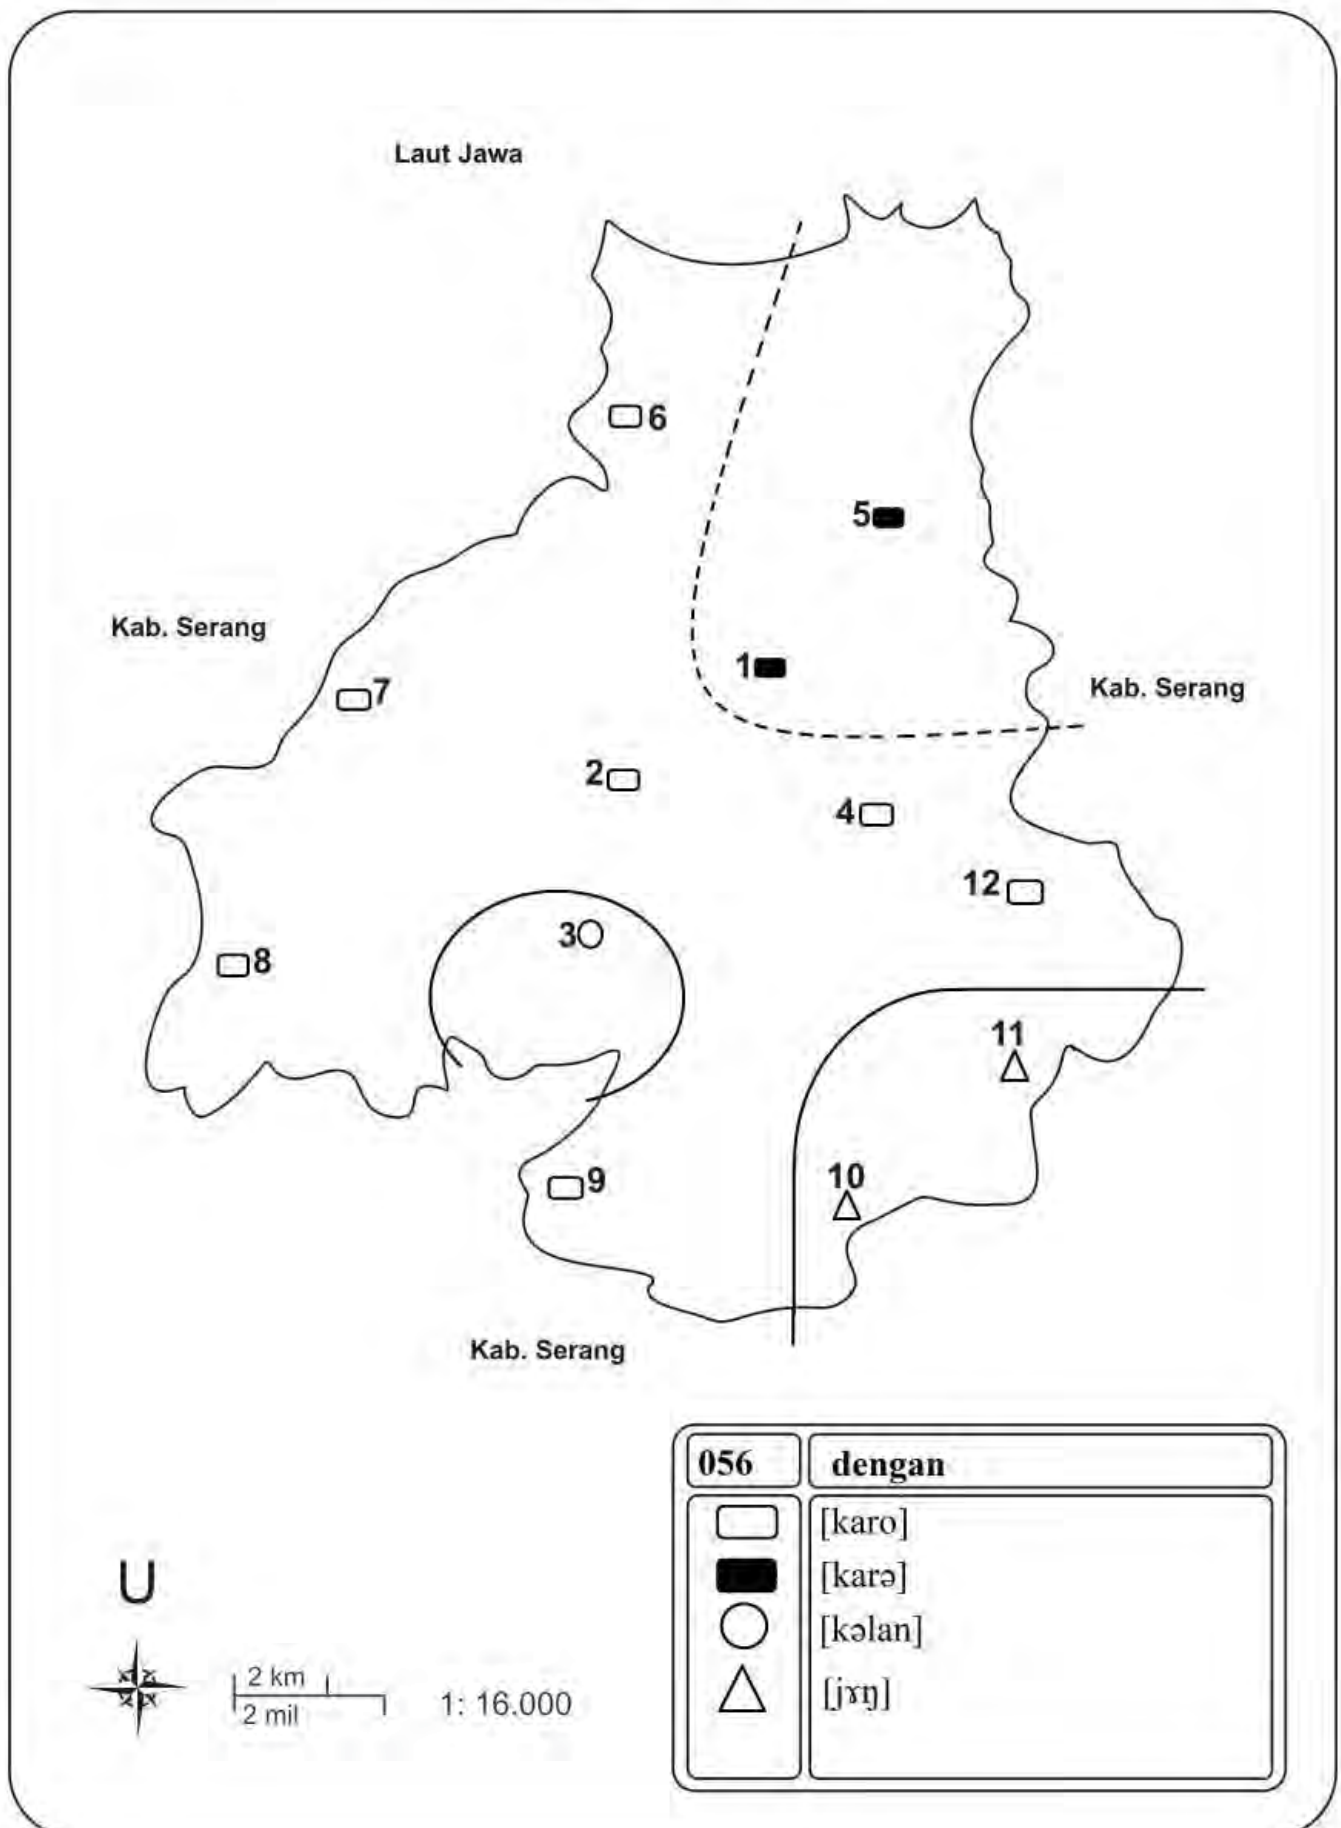 Laut Jawa
6
5
Kab. Serang
1
7
Kab. Serang
2
4
12
3
8
11
10
9
Kab. Serang
056 dengan
[karo]
[karə]
[kəlan]
[jɤŋ]
U
2 km
2 mil
1: 16.000